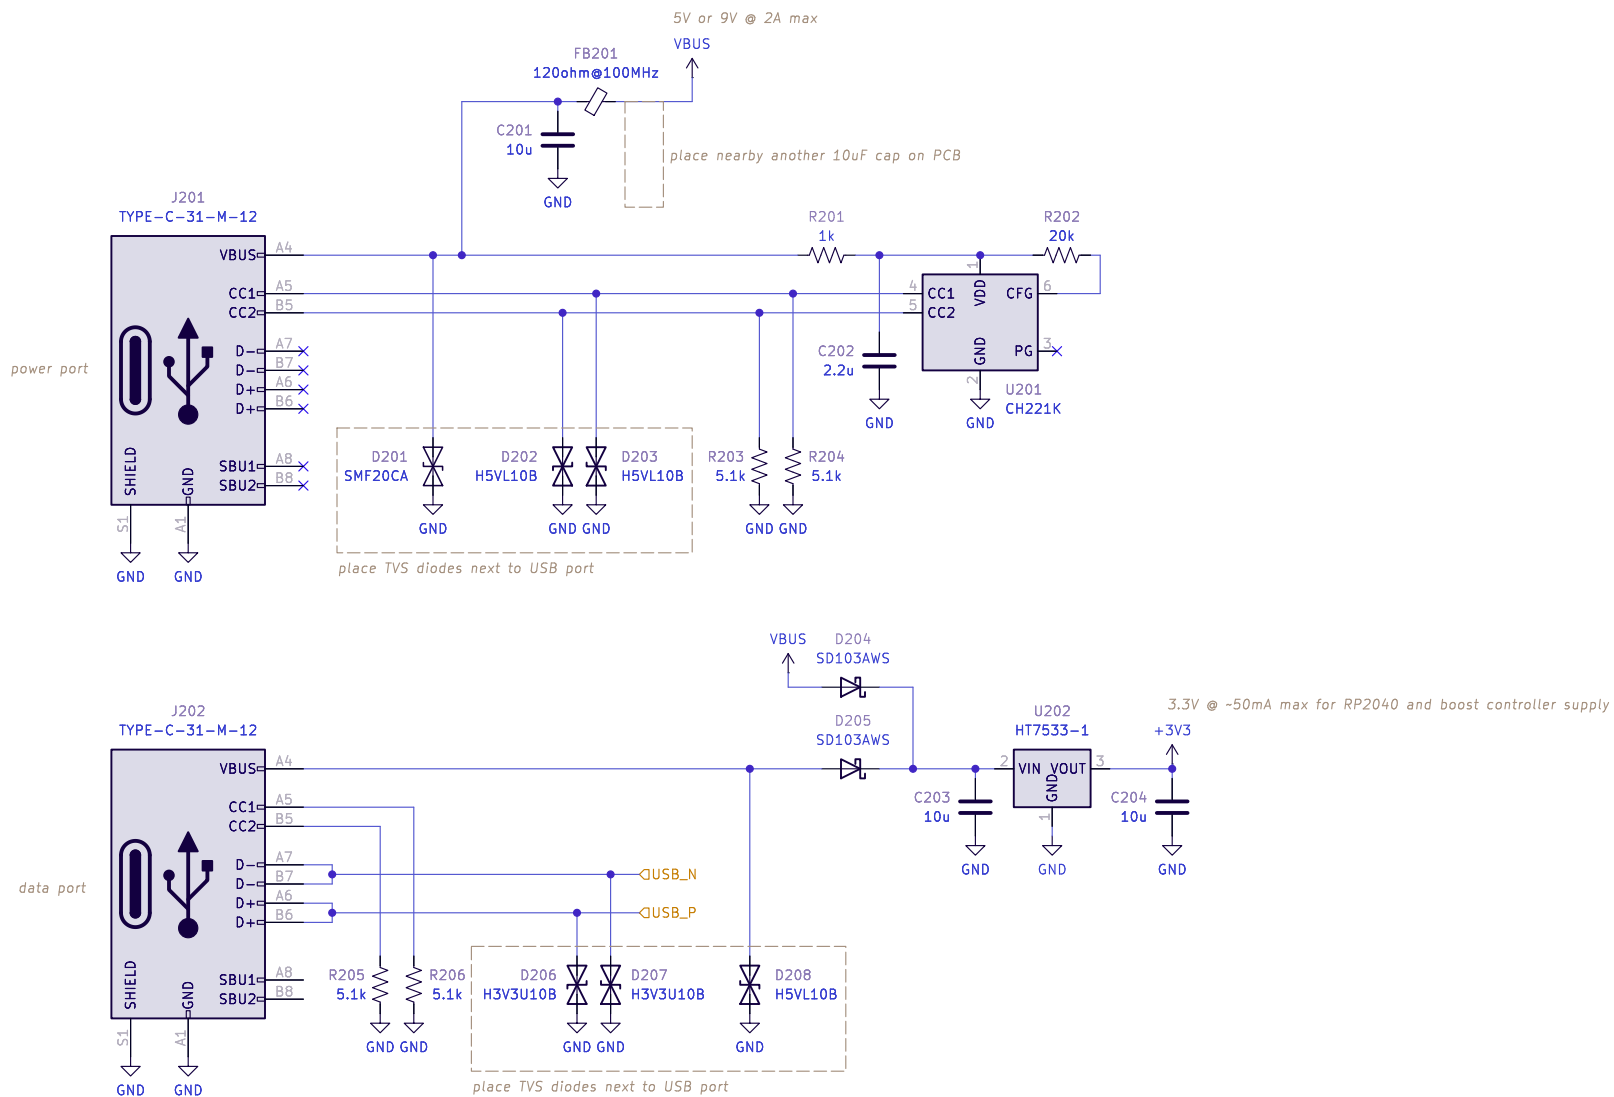 5V or 9V @ 2A max
VBUS
FB201
120ohm@100MHz
C201
10u
GND
place nearby another 10uF cap on PCB
J201
TYPE-C-31-M-12
power port
VBUS A4
CC1 A5
CC2 B5
D- A7
D- B7
D+ A6
D+ B6
SBU1 A8
SBU2 B8
SHIELD
GND
S1
A1
GND
GND
R201
1k
R202
20k
4 CC1
5 CC2
1
VDD
CFG 6
PG 3
GND
2
U201
CH221K
GND
C202
2.2u
GND
D201
SMF20CA
GND
D202
H5VL10B
GND
D203
H5VL10B
GND
R203
5.1k
GND
R204
5.1k
GND
place TVS diodes next to USB port
J202
TYPE-C-31-M-12
data port
VBUS A4
CC1 A5
CC2 B5
D- A7
D- B7
D+ A6
D+ B6
SBU1 A8
SBU2 B8
SHIELD
GND
S1
A1
GND
GND
VBUS
D204
SD103AWS
D205
SD103AWS
3.3V @ ~50mA max for RP2040 and boost controller supply
U202
HT7533-1
2 VIN VOUT 3
GND
1
GND
+3V3
C203
10u
GND
C204
10u
GND
USB_N
USB_P
R205
5.1k
GND
R206
5.1k
GND
D206
H3V3U10B
GND
D207
H3V3U10B
GND
D208
H5VL10B
GND
place TVS diodes next to USB port